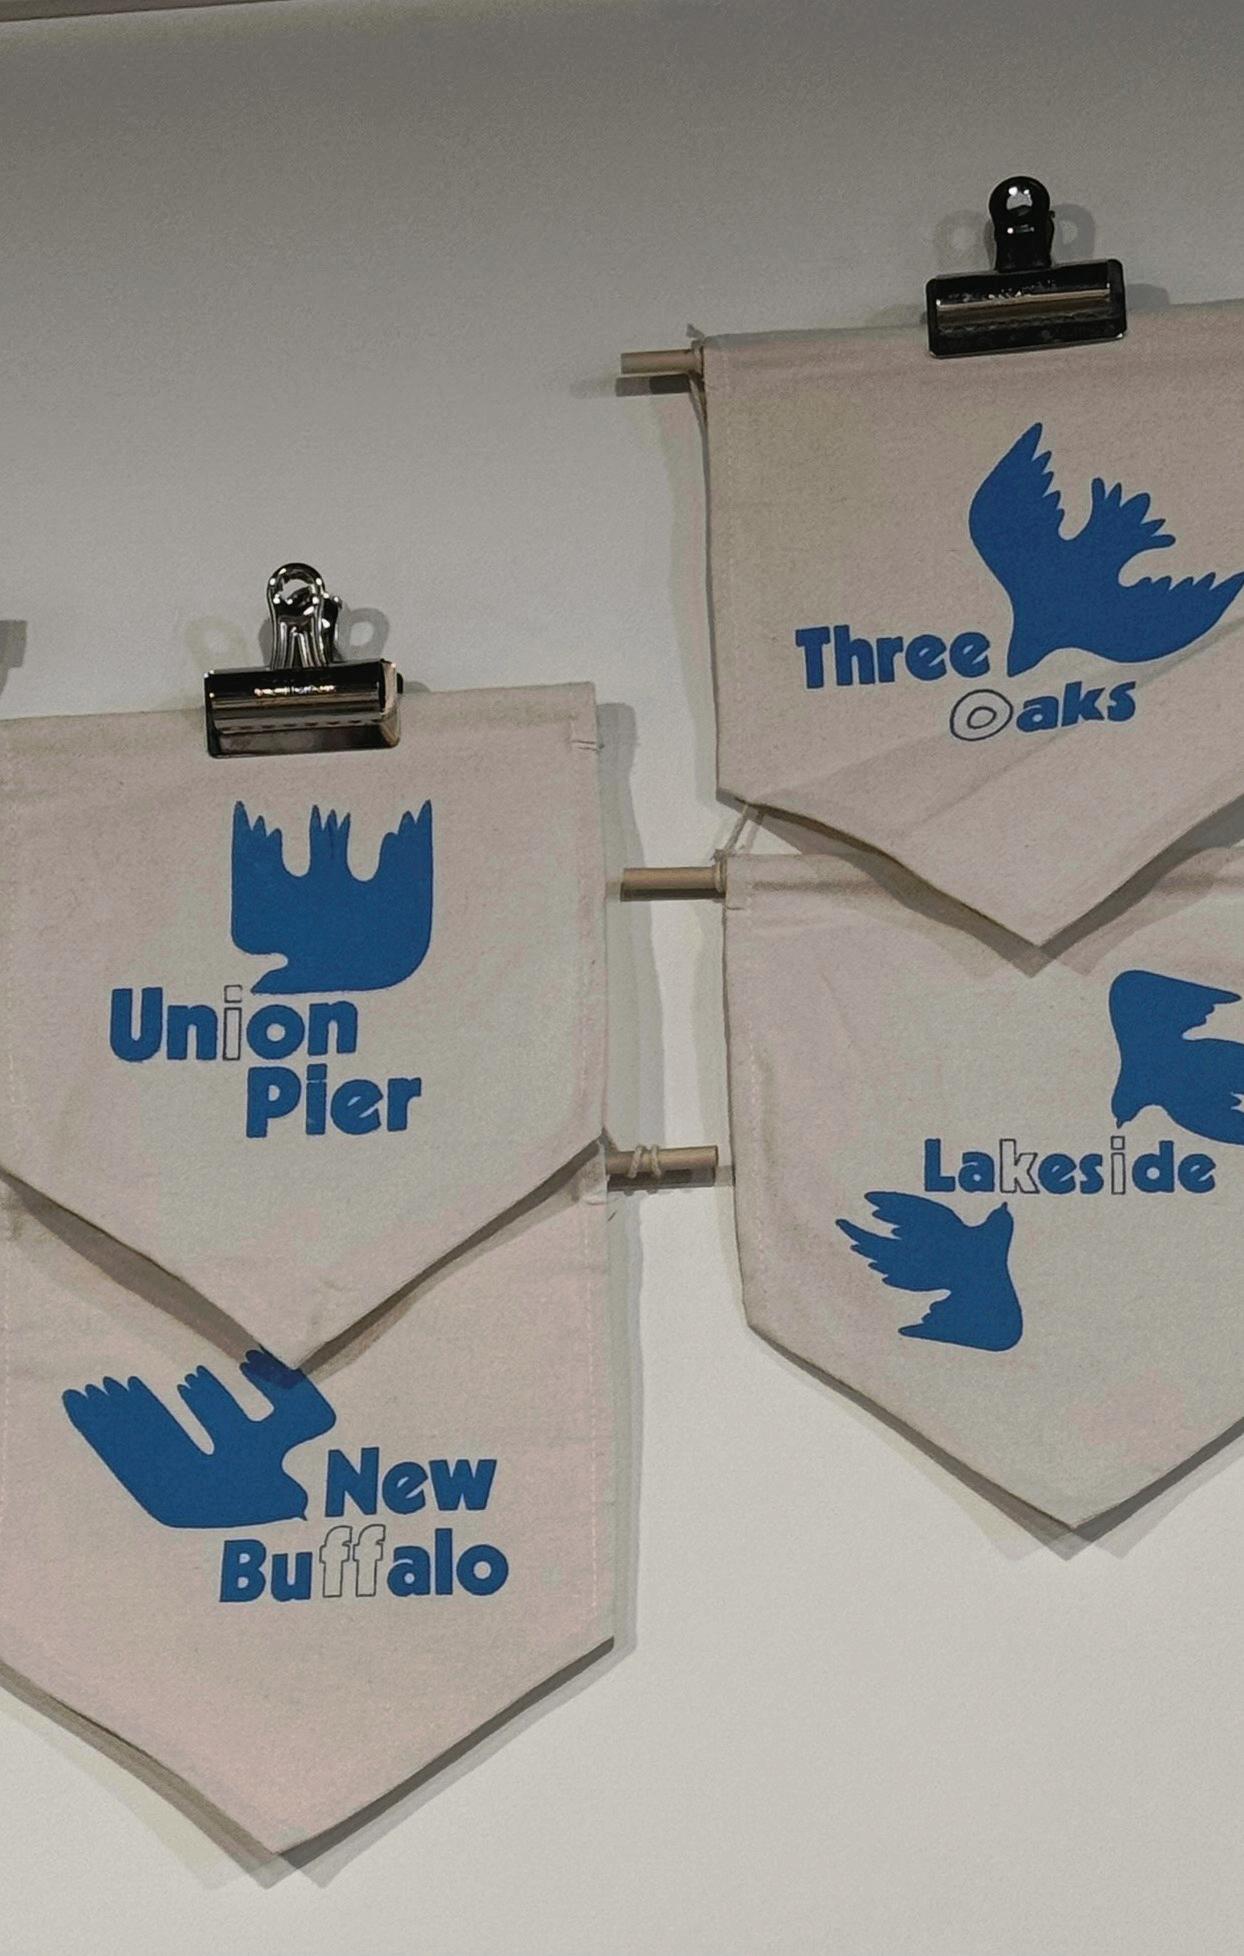 Three
Oaks
Union
Pier
Lakeside
New
Buffalo